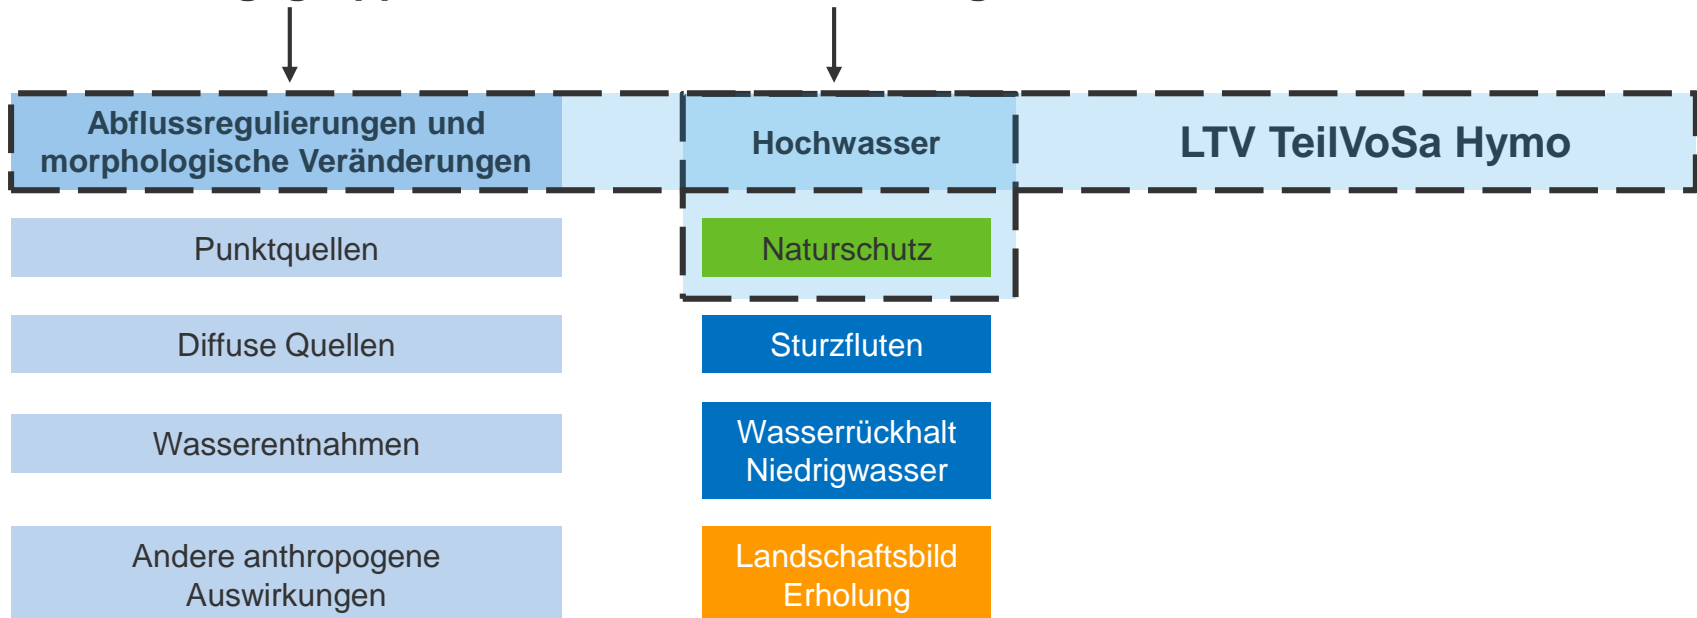 Abflussregulierungen und
morphologische Veränderungen
Hochwasser
LTV TeilVoSa Hymo
Punktquellen
Naturschutz
Diffuse Quellen
Sturzfluten
Wasserentnahmen
Wasserrückhalt
Niedrigwasser
Andere anthropogene
Auswirkungen
Landschaftsbild
Erholung